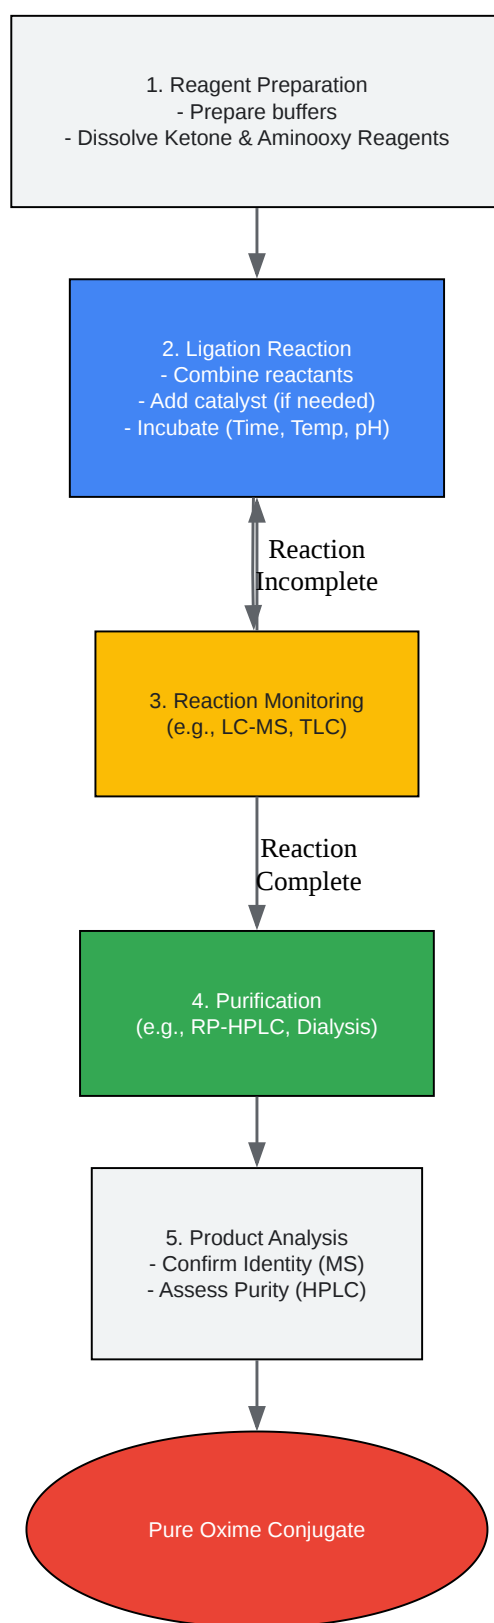 1. Reagent Preparation
- Prepare buffers
- Dissolve Ketone & Aminooxy Reagents
2. Ligation Reaction
- Combine reactants
- Add catalyst (if needed)
- Incubate (Time, Temp, pH)
Reaction
Incomplete
3. Reaction Monitoring
(e.g., LC-MS, TLC)
Reaction
Complete
4. Purification
(e.g., RP-HPLC, Dialysis)
5. Product Analysis
- Confirm Identity (MS)
- Assess Purity (HPLC)
Pure Oxime Conjugate